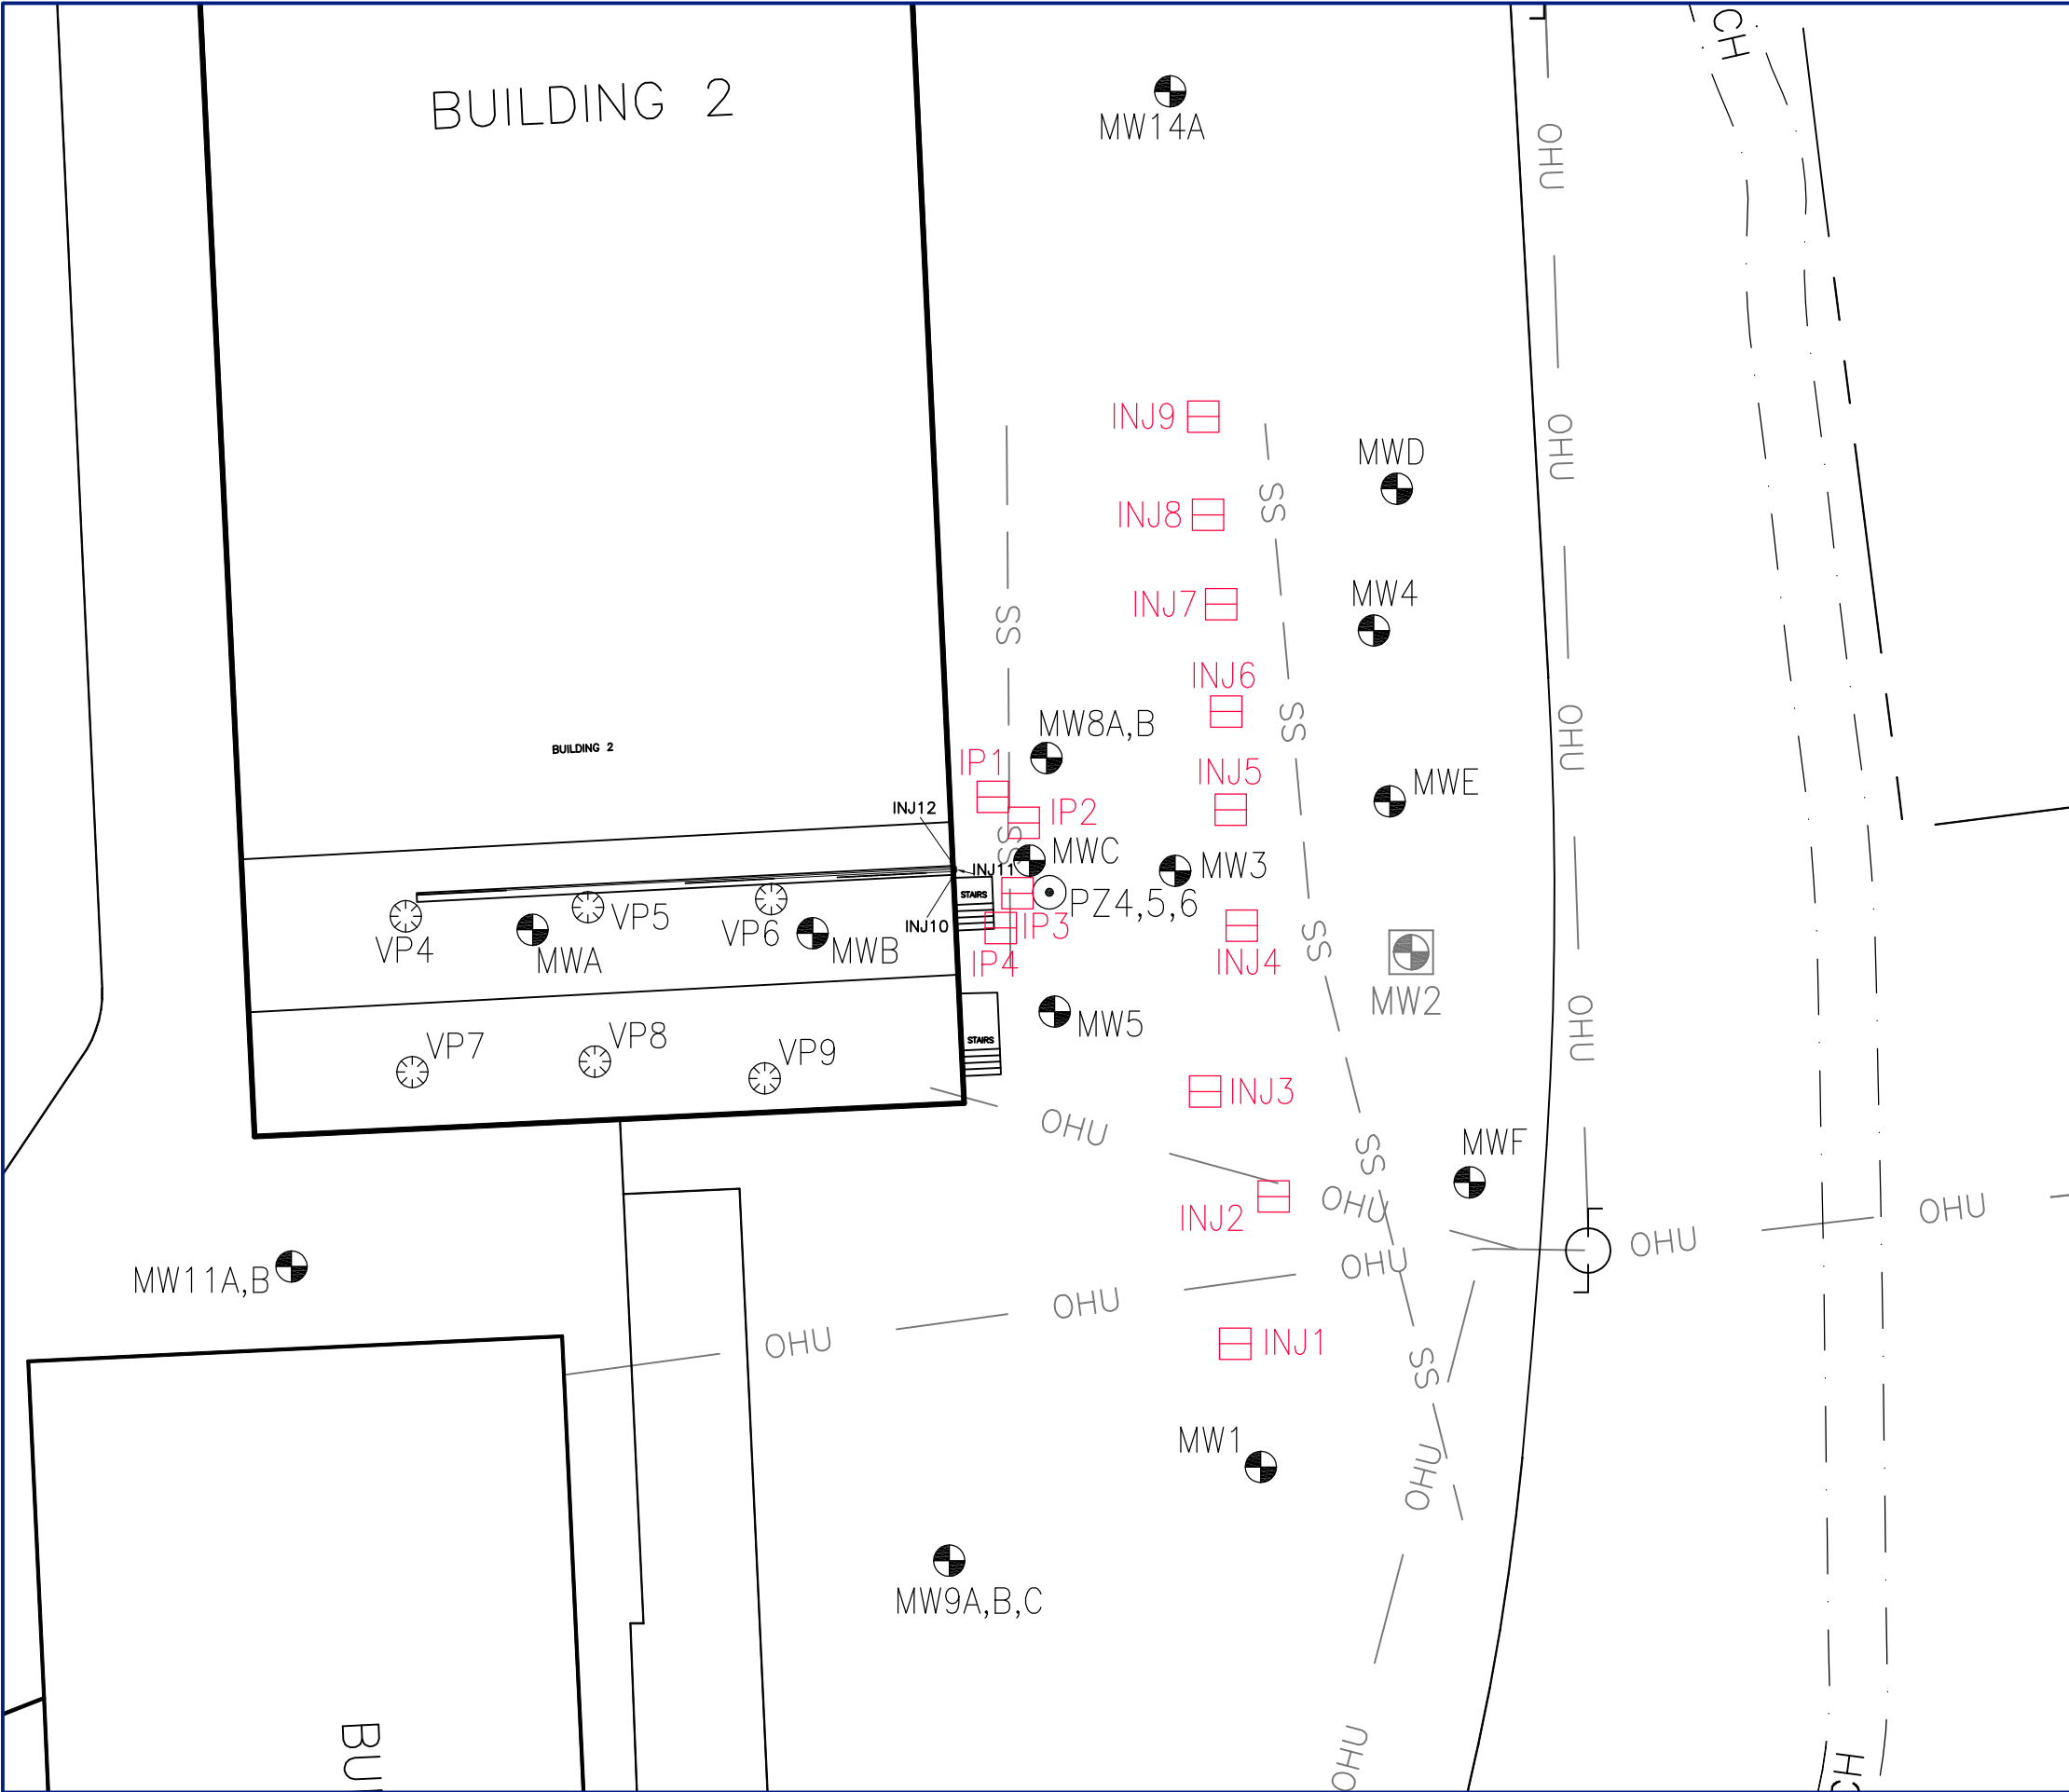 CH
BUILDING 2
MW14A
OHU
INJ9
MWD
OHU
SS
INJ8
MW4
INJ7
SS
INJ6
MW8A,B
SS
OHU
BUILDING 2
IP1
INJ5
MWE
INJ12
IP2
SS
MWC
MW3
INJ11
STAIRS
PZ4,5,6
VP5
VP6
INJ10
IP3
VP4
MWA
MWB
IP4
INJ4
SS
MW2
OHU
MW5
VP7
VP8
VP9
STAIRS
INJ3
OHU
SS
MWF
INJ2
OHU
OHU
OHU
OHU
MW11A,B
OHU
OHU
INJ1
SS
MW1
OHU
MW9A,B,C
OHU